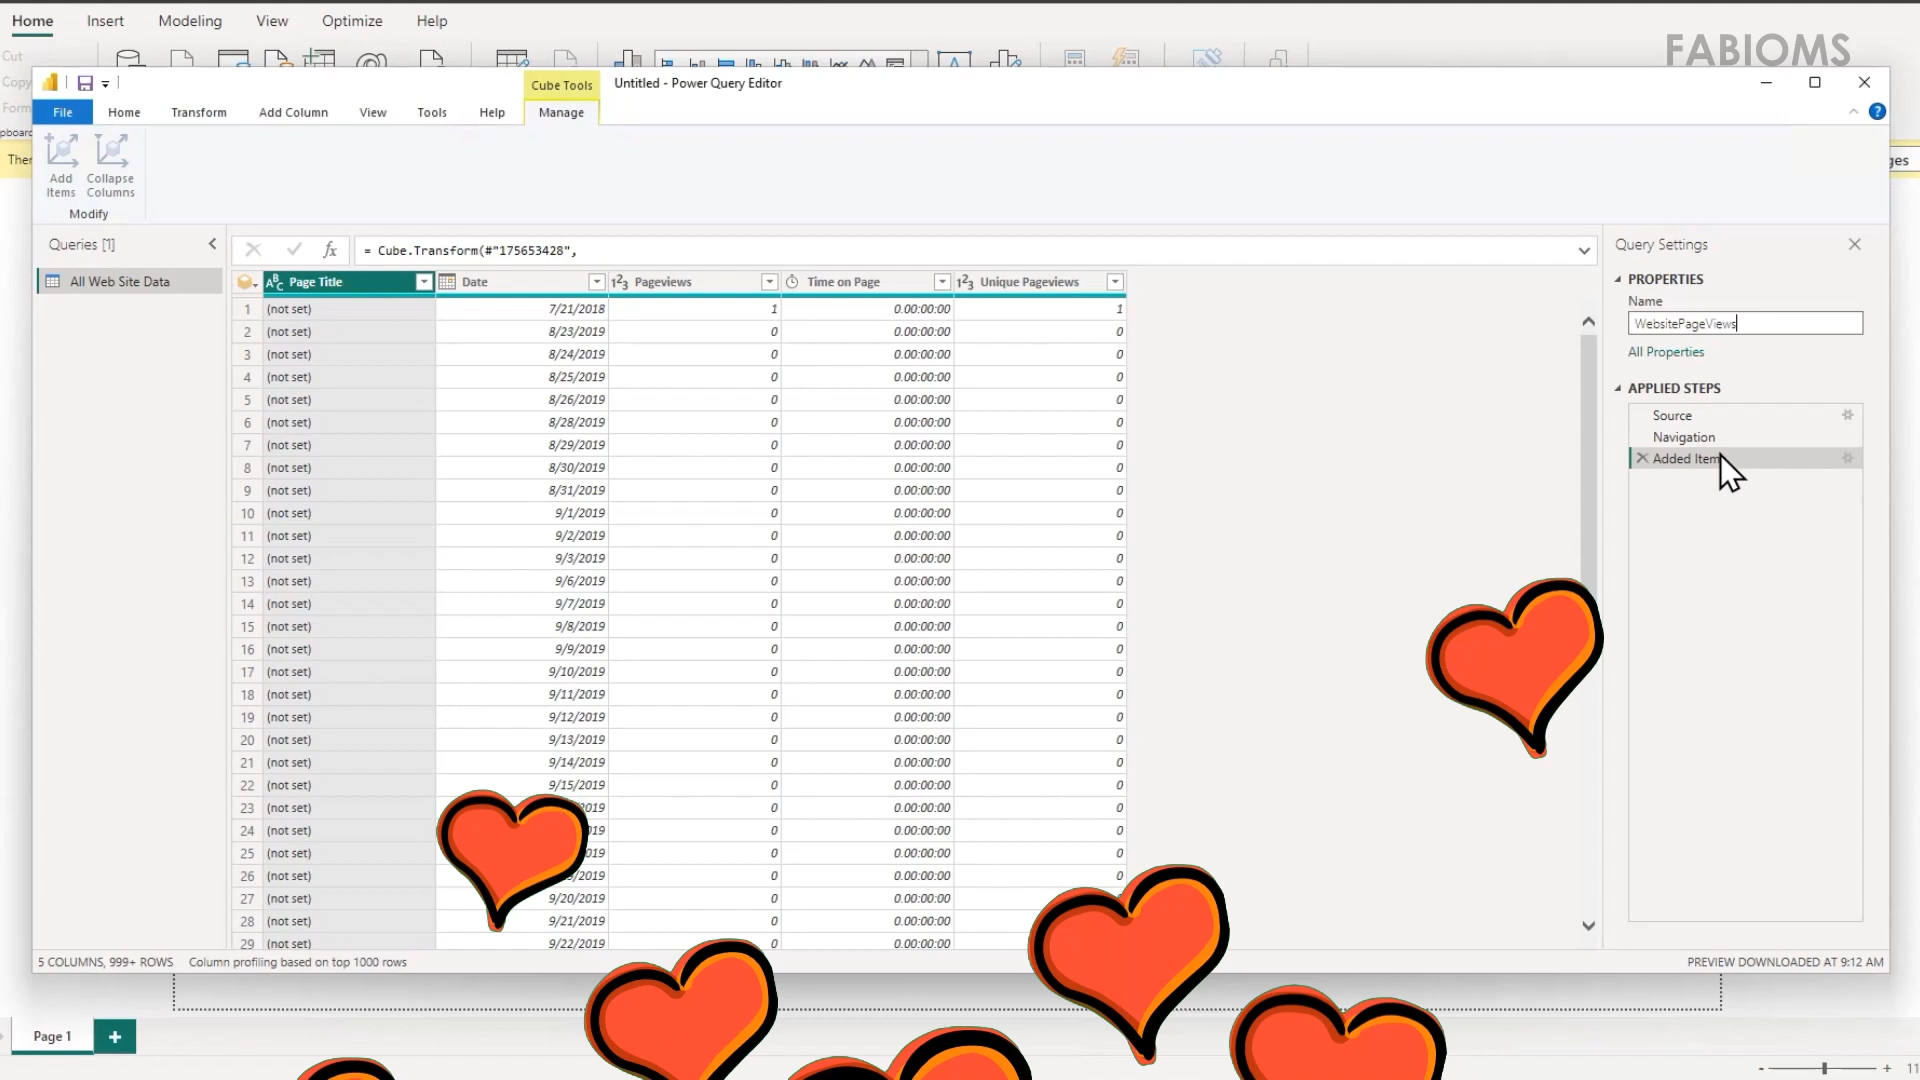 Home Insert Modeling View Optimize Help
FABIOMS
Cut
Copy
Form
pboard
Ther
ges
Cube Tools Untitled - Power Query Editor
File Home Transform Add Column View Tools Help Manage
Add Items
Collapse Columns
Modify
Queries [1]
= Cube.Transform(#"175653428",
Query Settings
All Web Site Data
PROPERTIES
Name
WebsitePageViews
All Properties
APPLIED STEPS
Source
Navigation
Added Item
Page Title Date Pageviews Time on Page Unique Pageviews
1 (not set) 7/21/2018 1 0.00:00:00 1
2 (not set) 8/23/2019 0 0.00:00:00 0
3 (not set) 8/24/2019 0 0.00:00:00 0
4 (not set) 8/25/2019 0 0.00:00:00 0
5 (not set) 8/26/2019 0 0.00:00:00 0
6 (not set) 8/28/2019 0 0.00:00:00 0
7 (not set) 8/29/2019 0 0.00:00:00 0
8 (not set) 8/30/2019 0 0.00:00:00 0
9 (not set) 8/31/2019 0 0.00:00:00 0
10 (not set) 9/1/2019 0 0.00:00:00 0
11 (not set) 9/2/2019 0 0.00:00:00 0
12 (not set) 9/3/2019 0 0.00:00:00 0
13 (not set) 9/6/2019 0 0.00:00:00 0
14 (not set) 9/7/2019 0 0.00:00:00 0
15 (not set) 9/8/2019 0 0.00:00:00 0
16 (not set) 9/9/2019 0 0.00:00:00 0
17 (not set) 9/10/2019 0 0.00:00:00 0
18 (not set) 9/11/2019 0 0.00:00:00 0
19 (not set) 9/12/2019 0 0.00:00:00 0
20 (not set) 9/13/2019 0 0.00:00:00 0
21 (not set) 9/14/2019 0 0.00:00:00 0
22 (not set) 9/15/2019 0 0.00:00:00 0
23 (not set) 019 0 0.00:00:00 0
24 (not set) 19 0 0.00:00:00 0
25 (not set) 019 0 0.00:00:00 0
26 (not set) /2019 0 0.00:00:00 0
27 (not set) 9/20/2019 0 0.00:00:00
28 (not set) 9/21/2019 0 0.00:00:00
29 (not set) 9/22/2019 0 0.00:00:00
5 COLUMNS, 999+ ROWS Column profiling based on top 1000 rows PREVIEW DOWNLOADED AT 9:12 AM
Page 1
11